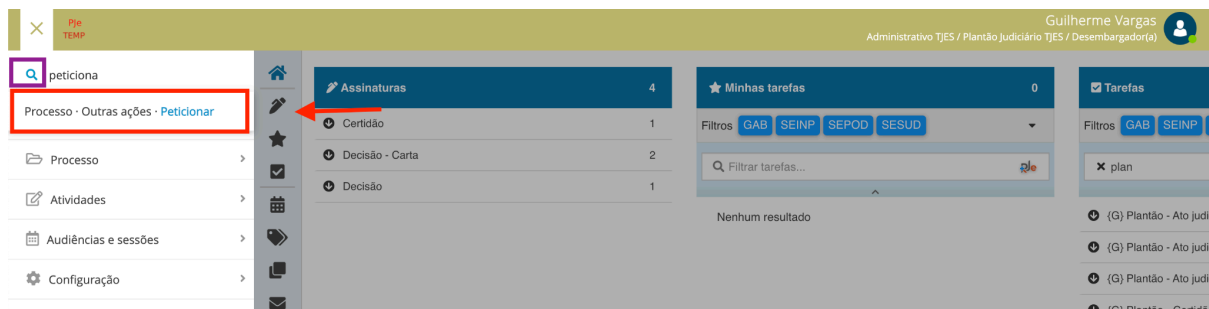 PJe
TEMP
Guilherme Vargas
Administrativo TJES / Plantão Judiciário TJES / Desembargador(a)
peticiona
Processo · Outras ações · Peticionar
Processo
Atividades
Audiências e sessões
Configuração
Assinaturas 4
Certidão 1
Decisão - Carta 2
Decisão 1
Minhas tarefas 0
Filtros GAB SEINP SEPOD SESUD
Filtrar tarefas... pje
Nenhum resultado
Tarefas
Filtros GAB SEINP
plan
{G} Plantão - Ato judi
{G} Plantão - Ato judi
{G} Plantão - Ato judi